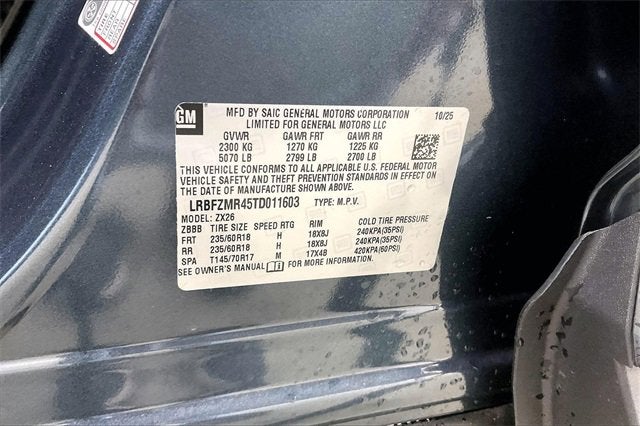 TIRE
FRONT
REAR
SPARE
GM
MFD BY SAIC GENERAL MOTORS CORPORATION 10/25
LIMITED FOR GENERAL MOTORS LLC
GVWR GAWR FRT GAWR RR
2300 KG 1270 KG 1225 KG
5070 LB 2799 LB 2700 LB
THIS VEHICLE CONFORMS TO ALL APPLICABLE U.S. FEDERAL MOTOR
VEHICLE SAFETY AND THEFT PREVENTION STANDARDS IN EFFECT ON
THE DATE OF MANUFACTURE SHOWN ABOVE.
LRBFZMR45TD011603 TYPE: M.P.V.
MODEL: ZX26
ZBBB TIRE SIZE SPEED RTG RIM COLD TIRE PRESSURE
FRT 235/60R18 H 18X8J 240KPA(35PSI)
RR 235/60R18 H 18X8J 240KPA(35PSI)
SPA T145/70R17 M 17X4B 420KPA(60PSI)
SEE OWNER'S MANUAL FOR MORE INFORMATION.